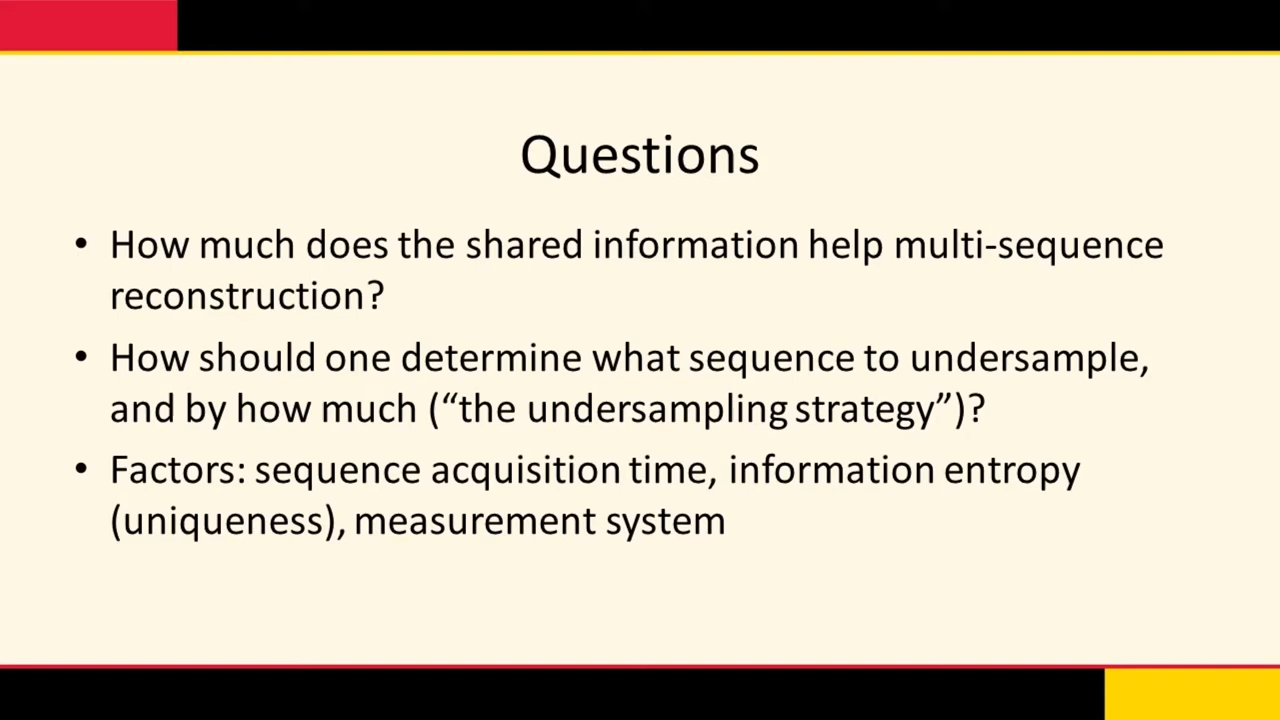 Questions
• How much does the shared information help multi-sequence
reconstruction?
• How should one determine what sequence to undersample,
and by how much (“the undersampling strategy”)?
• Factors: sequence acquisition time, information entropy
(uniqueness), measurement system